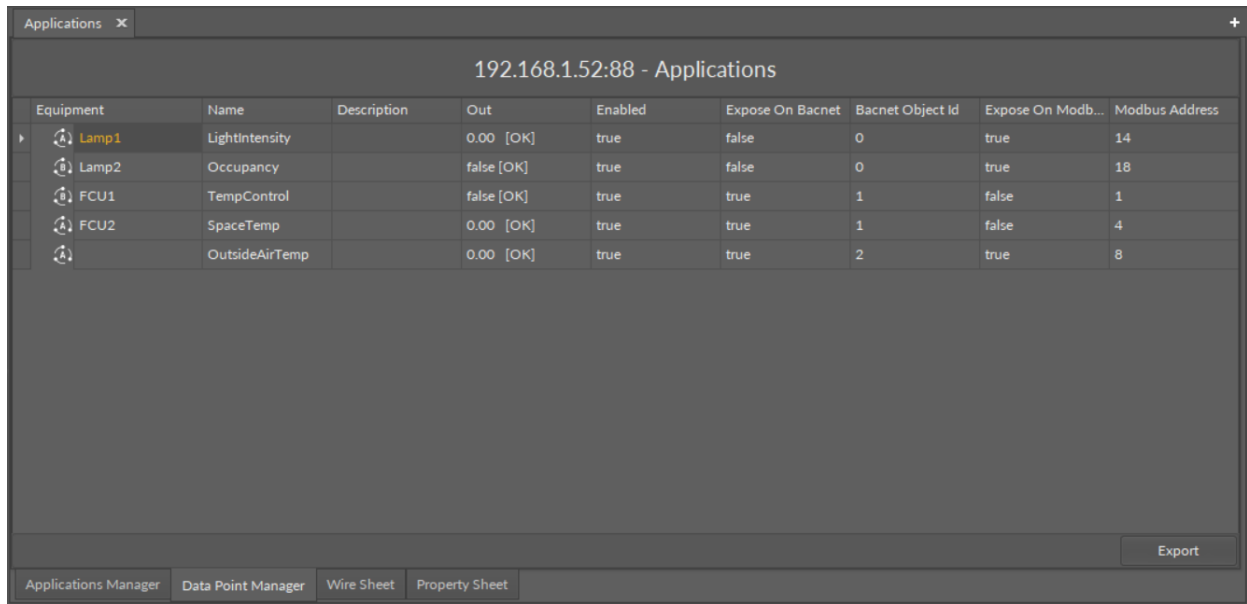 Applications ×
+
192.168.1.52:88 - Applications
Equipment Name Description Out Enabled Expose On Bacnet Bacnet Object Id Expose On Modb... Modbus Address
A Lamp1 LightIntensity 0.00 [OK] true false 0 true 14
B Lamp2 Occupancy false [OK] true false 0 true 18
B FCU1 TempControl false [OK] true true 1 false 1
A FCU2 SpaceTemp 0.00 [OK] true true 1 false 4
A OutsideAirTemp 0.00 [OK] true true 2 true 8
Export
Applications Manager Data Point Manager Wire Sheet Property Sheet